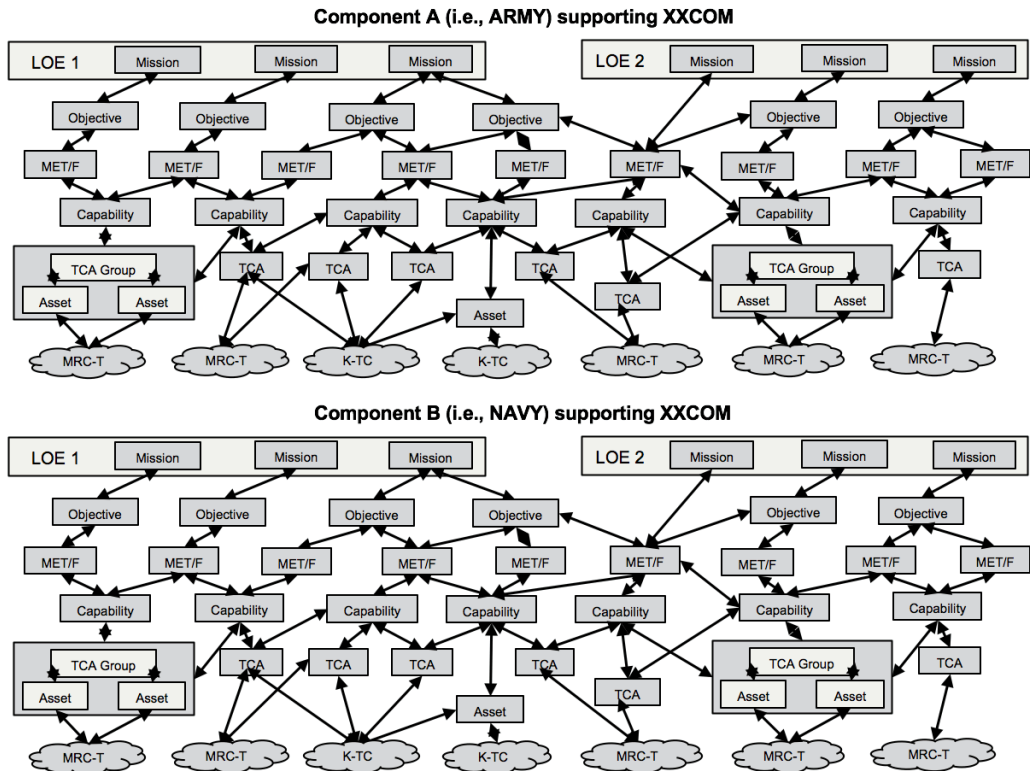 Component A (i.e., ARMY) supporting XXCOM
LOE 1 Mission Mission Mission LOE 2 Mission Mission Mission
Objective Objective Objective Objective Objective Objective
MET/F MET/F MET/F MET/F MET/F MET/F MET/F MET/F MET/F
Capability Capability Capability Capability Capability Capability Capability
TCA Group TCA TCA TCA TCA TCA Group TCA
Asset Asset TCA Asset Asset
Asset
MRC-T MRC-T K-TC K-TC MRC-T MRC-T MRC-T
Component B (i.e., NAVY) supporting XXCOM
LOE 1 Mission Mission Mission LOE 2 Mission Mission Mission
Objective Objective Objective Objective Objective Objective
MET/F MET/F MET/F MET/F MET/F MET/F MET/F MET/F MET/F
Capability Capability Capability Capability Capability Capability Capability
TCA Group TCA TCA TCA TCA TCA Group TCA
Asset Asset TCA Asset Asset
Asset
MRC-T MRC-T K-TC K-TC MRC-T MRC-T MRC-T